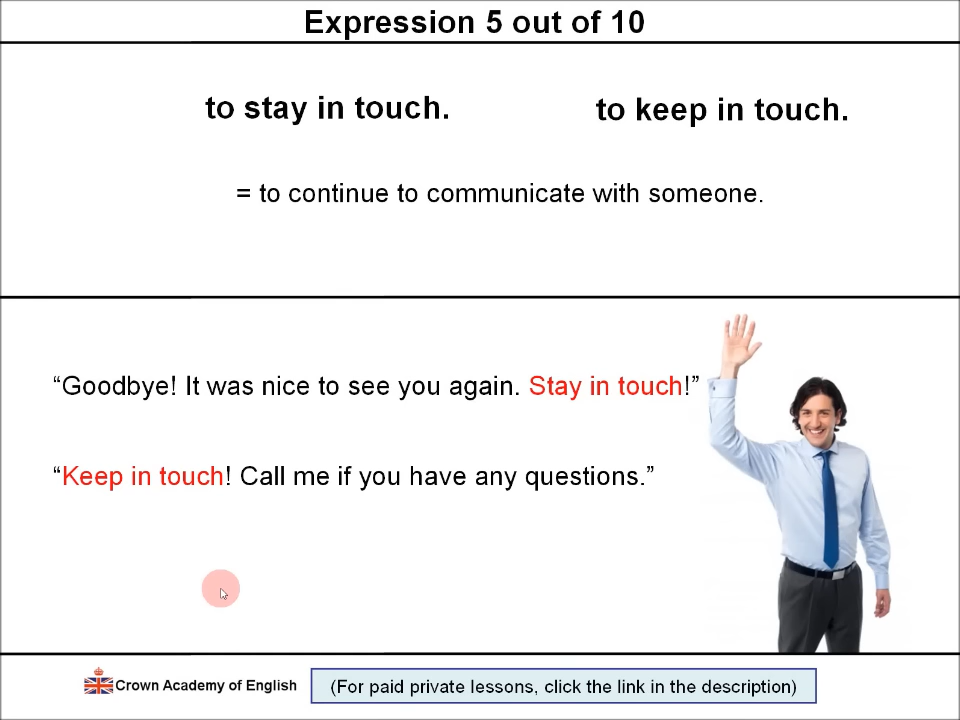 Expression 5 out of 10
to stay in touch. to keep in touch.
= to continue to communicate with someone.
“Goodbye! It was nice to see you again. Stay in touch!”
“Keep in touch! Call me if you have any questions.”
Crown Academy of English (For paid private lessons, click the link in the description)